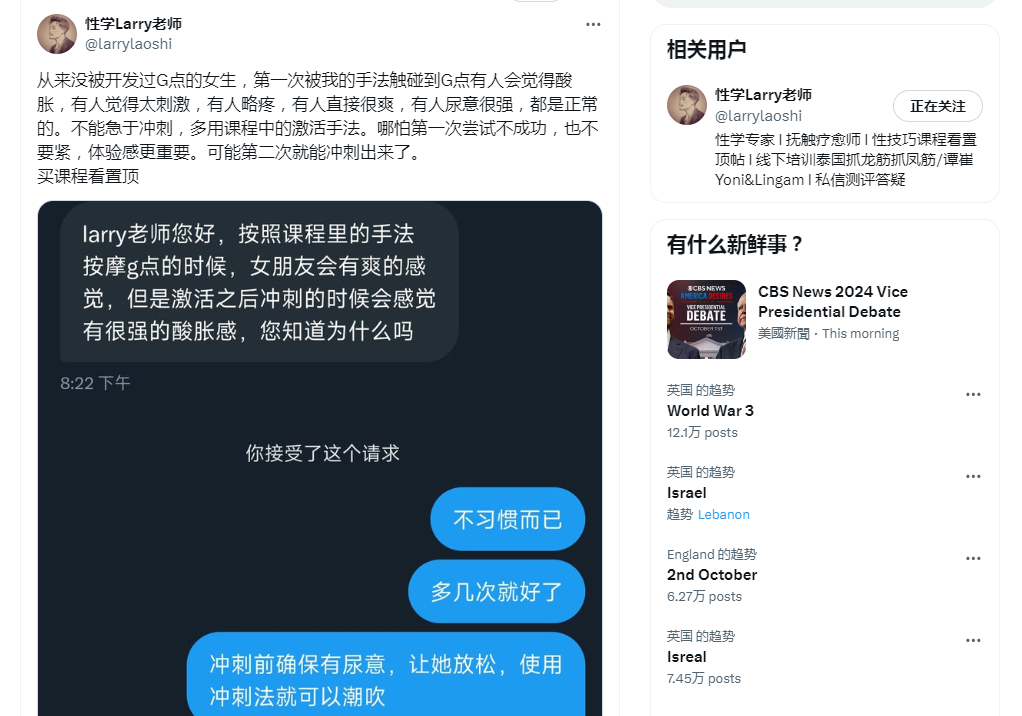 性学Larry老师
@larrylaoshi
从来没被开发过G点的女生，第一次被我的手法触碰到G点有人会觉得酸
胀，有人觉得太刺激，有人略疼，有人直接很爽，有人尿意很强，都是正常
的。不能急于冲刺，多用课程中的激活手法。哪怕第一次尝试不成功，也不
要紧，体验感更重要。可能第二次就能冲刺出来了。
买课程看置顶
larry老师您好，按照课程里的手法
按摩g点的时候，女朋友会有爽的感
觉，但是激活之后冲刺的时候会感觉
有很强的酸胀感，您知道为什么吗
8:22 下午
你接受了这个请求
不习惯而已
多几次就好了
冲刺前确保有尿意，让她放松，使用
冲刺法就可以潮吹
相关用户
性学Larry老师
@larrylaoshi
正在关注
性学专家 l 抚触疗愈师 l 性技巧课程看置
顶帖 l 线下培训泰国抓龙筋抓凤筋/谭崔
Yoni&Lingam l 私信测评答疑
有什么新鲜事？
CBS NEWS
AMERICA DECIDES
VICE PRESIDENTIAL
DEBATE
OCTOBER 1ST
CBS News 2024 Vice
Presidential Debate
美國新聞 · This morning
英国 的趋势
World War 3
12.1万 posts
英国 的趋势
Israel
趋势 Lebanon
England 的趋势
2nd October
6.27万 posts
英国 的趋势
Isreal
7.45万 posts